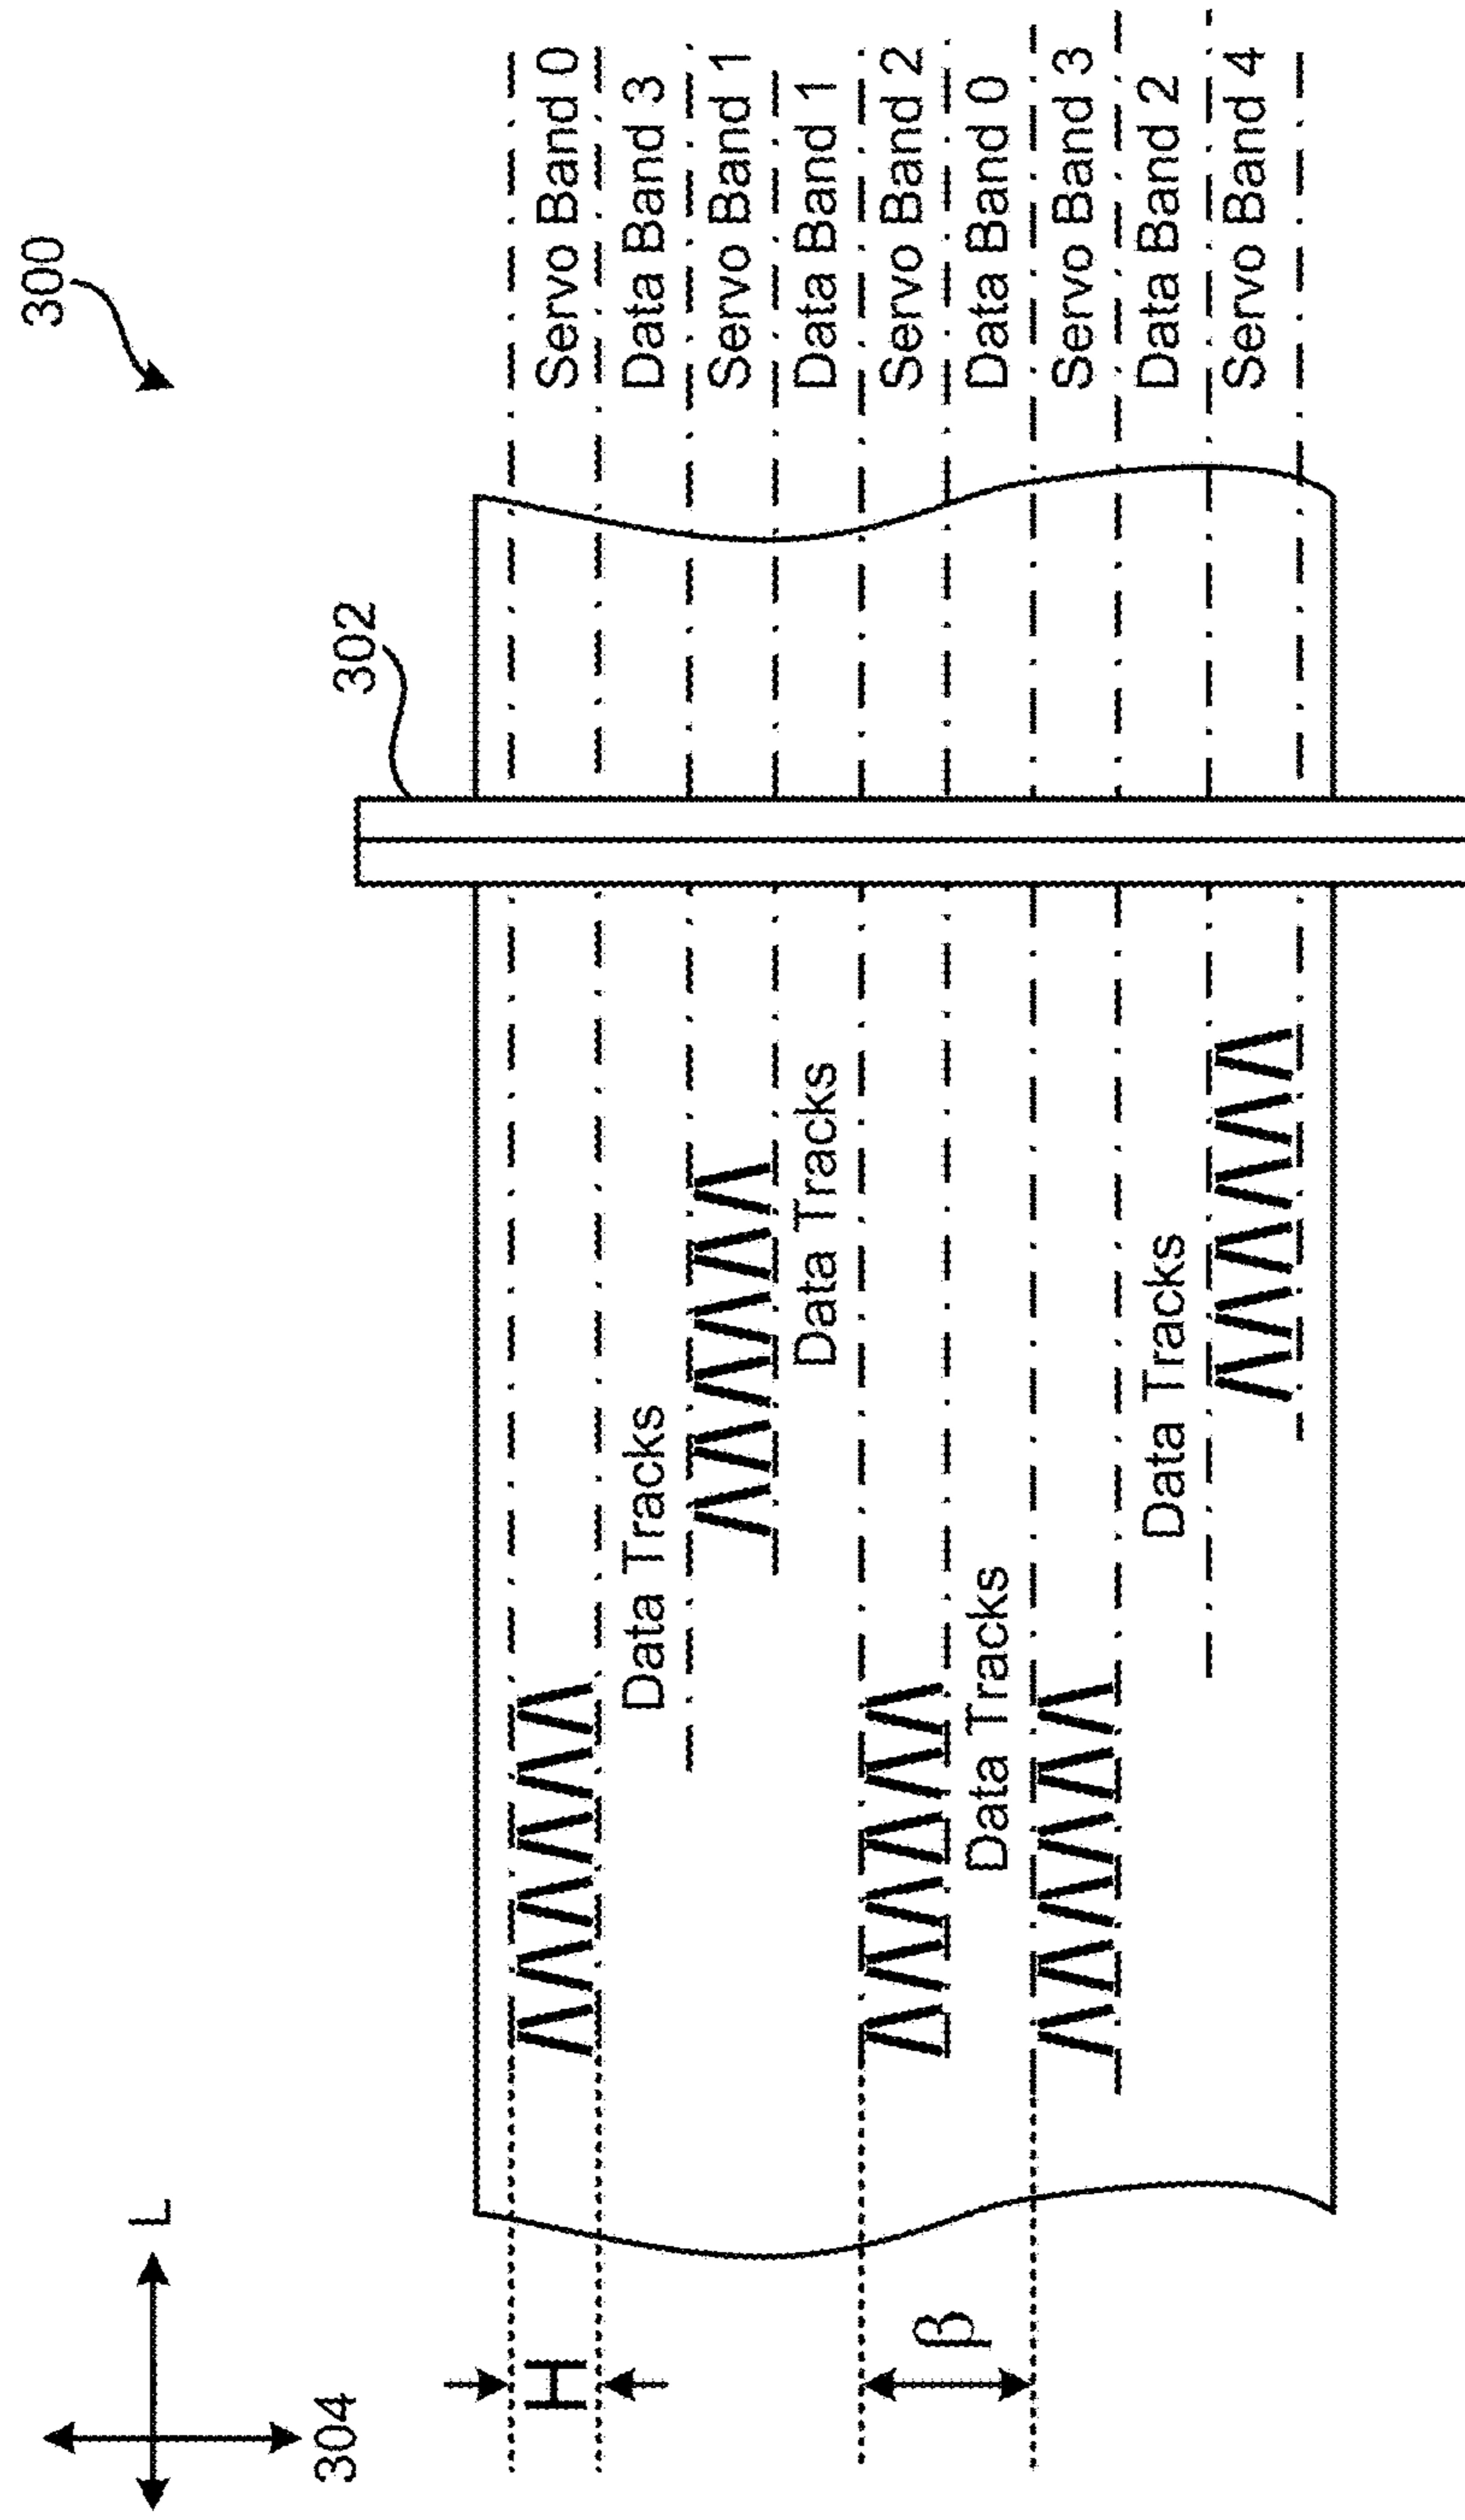 300
302
Servo Band 0
Data Band 3
Servo Band 1
Data Band 1
Servo Band 2
Data Band 0
Servo Band 3
Data Band 2
Servo Band 4
Data Tracks
Data Tracks
Data Tracks
Data Tracks
L
304
H
β